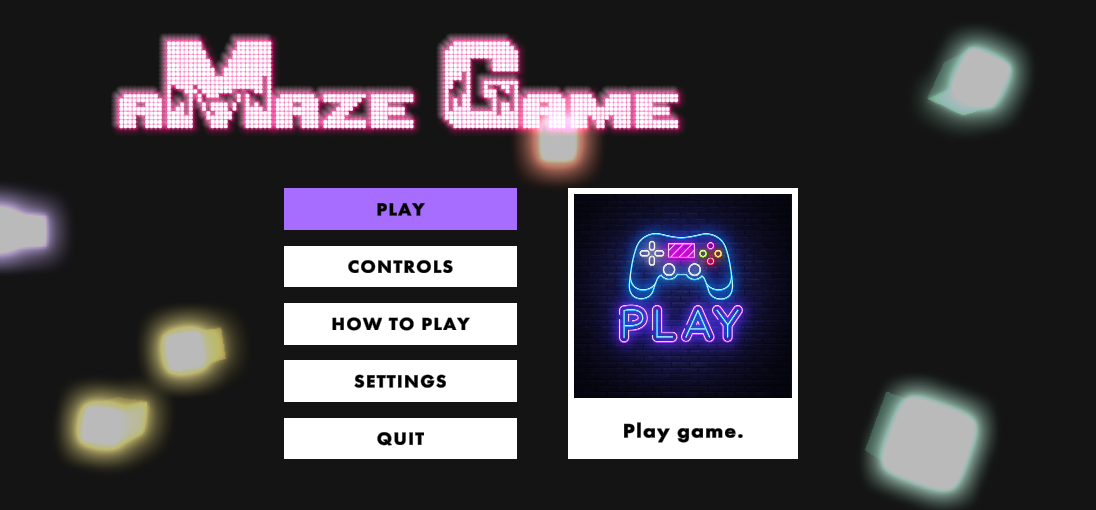 aMaze Game
PLAY
CONTROLS
HOW TO PLAY
SETTINGS
QUIT
PLAY
Play game.